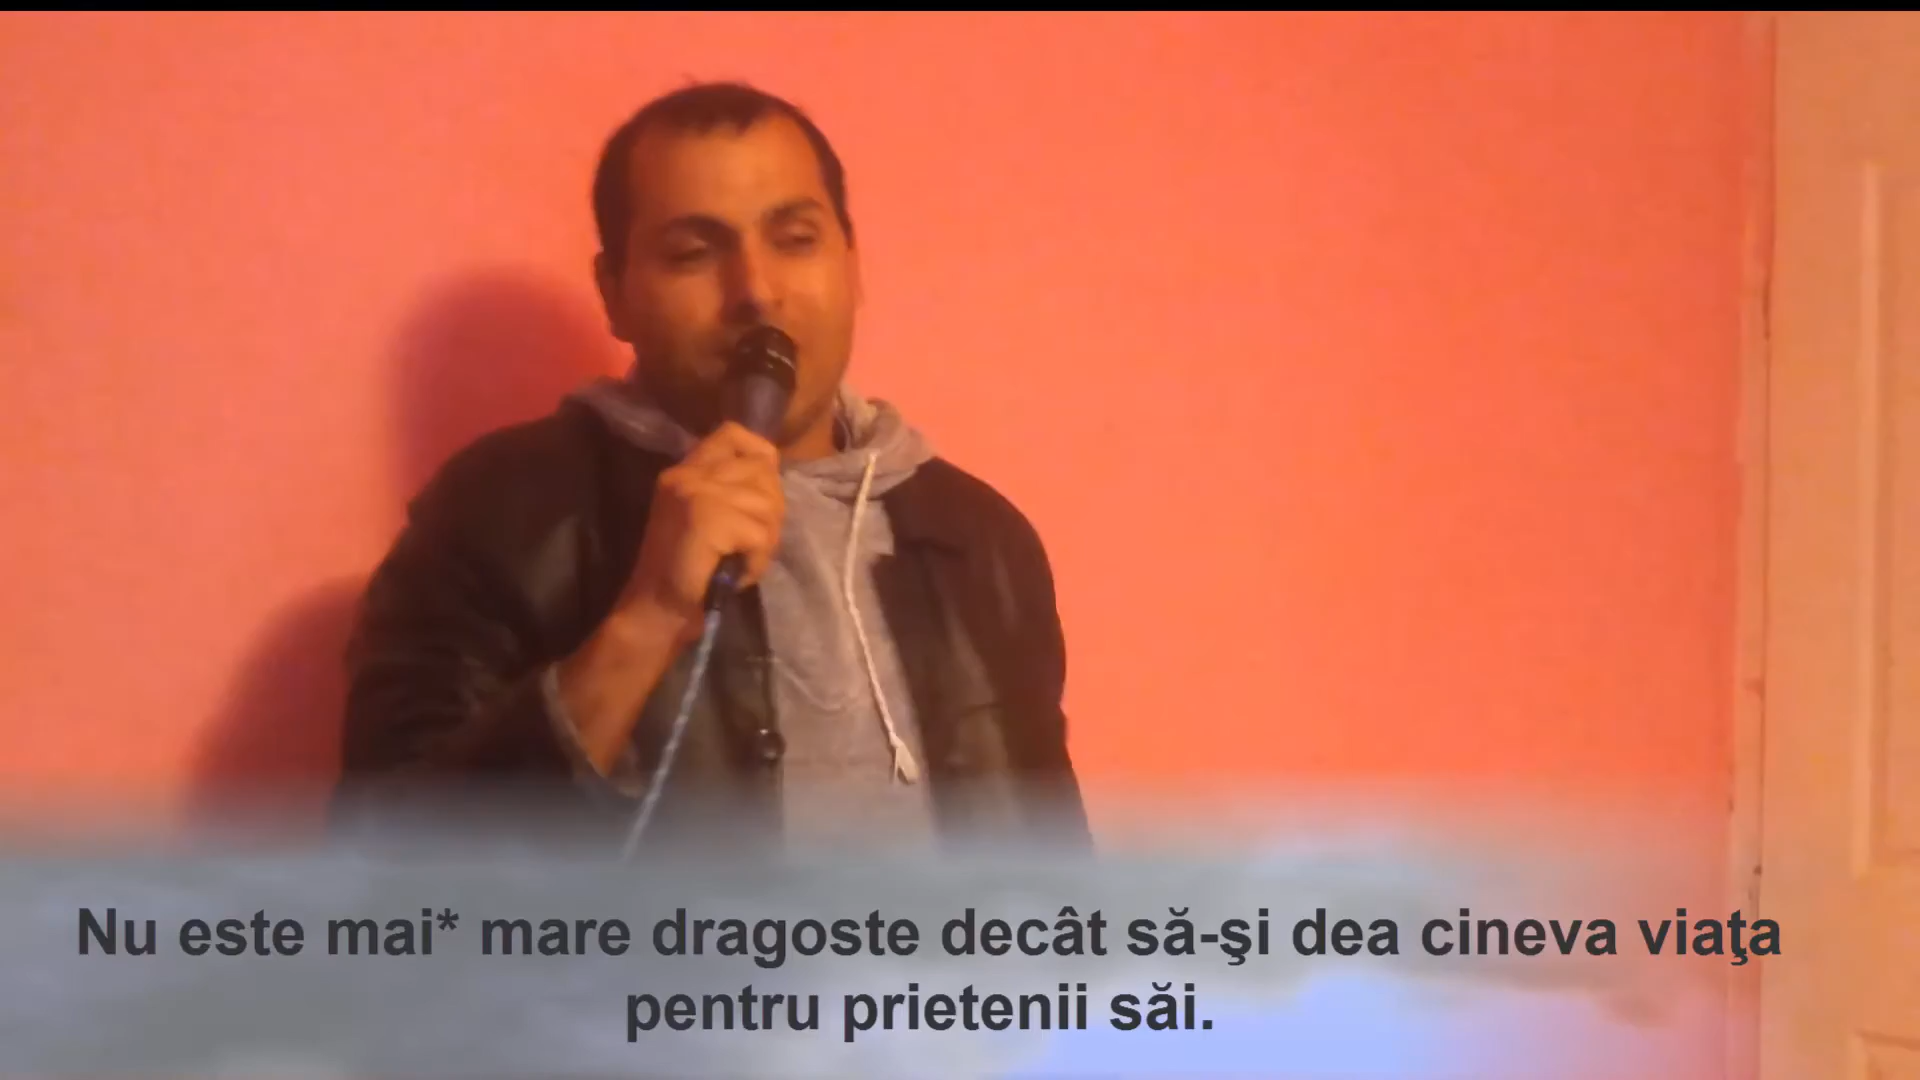 Nu este mai* mare dragoste decât să-şi dea cineva viaţa
pentru prietenii săi.